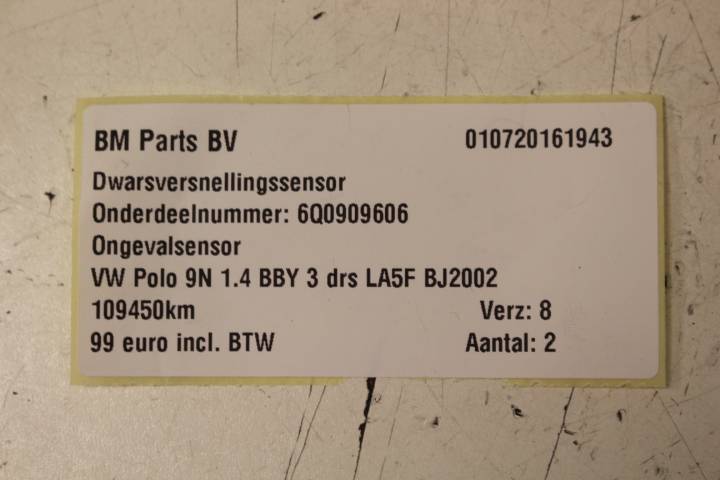 BM Parts BV 010720161943
Dwarsversnellingssensor
Onderdeelnummer: 6Q0909606
Ongevalsensor
VW Polo 9N 1.4 BBY 3 drs LA5F BJ2002
109450km Verz: 8
99 euro incl. BTW Aantal: 2